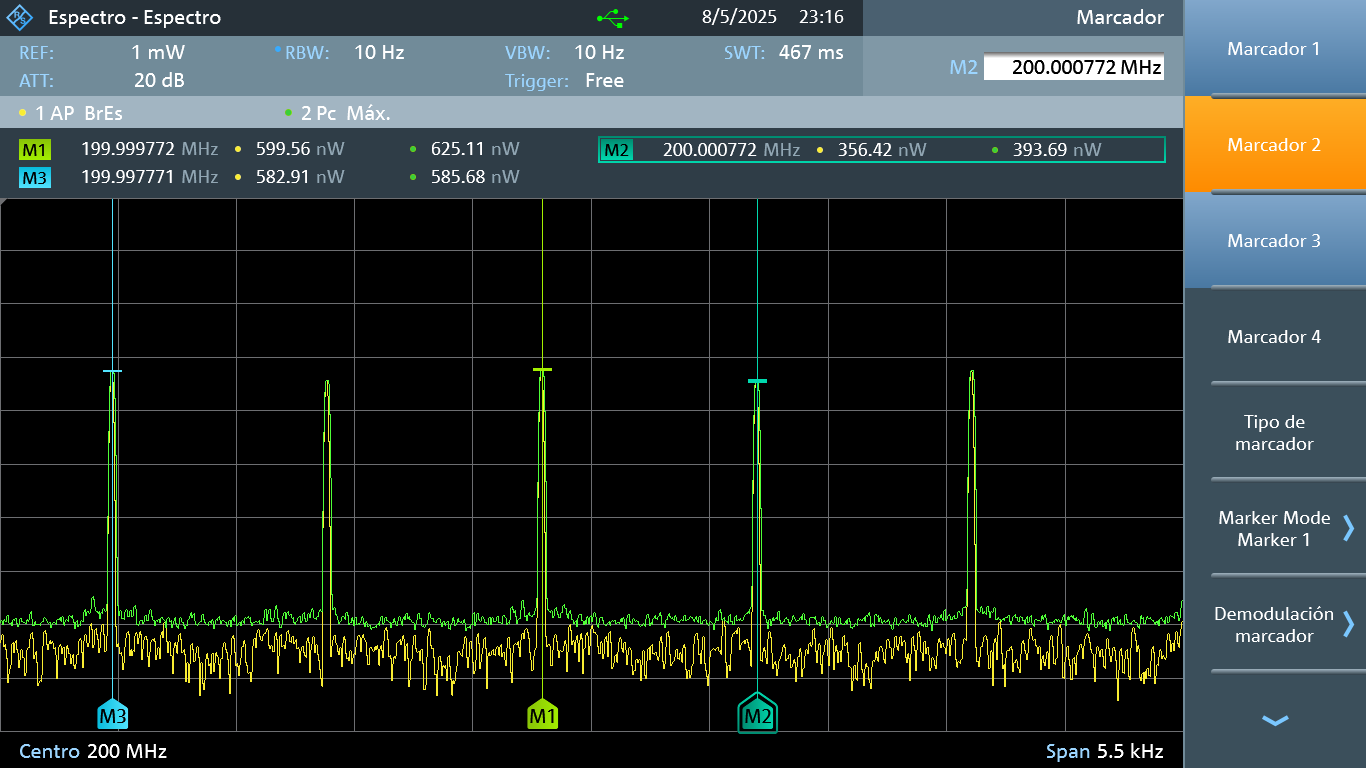 Espectro - Espectro 8/5/2025 23:16 Marcador
REF: 1 mW RBW: 10 Hz VBW: 10 Hz SWT: 467 ms
M2 200.000772 MHz
ATT: 20 dB Trigger: Free
1 AP BrEs 2 Pc Máx.
M1 199.999772 MHz 599.56 nW 625.11 nW M2 200.000772 MHz 356.42 nW 393.69 nW
M3 199.997771 MHz 582.91 nW 585.68 nW
M3 M1 M2
Centro 200 MHz Span 5.5 kHz
Marcador 1
Marcador 2
Marcador 3
Marcador 4
Tipo de
marcador
Marker Mode
Marker 1
Demodulación
marcador